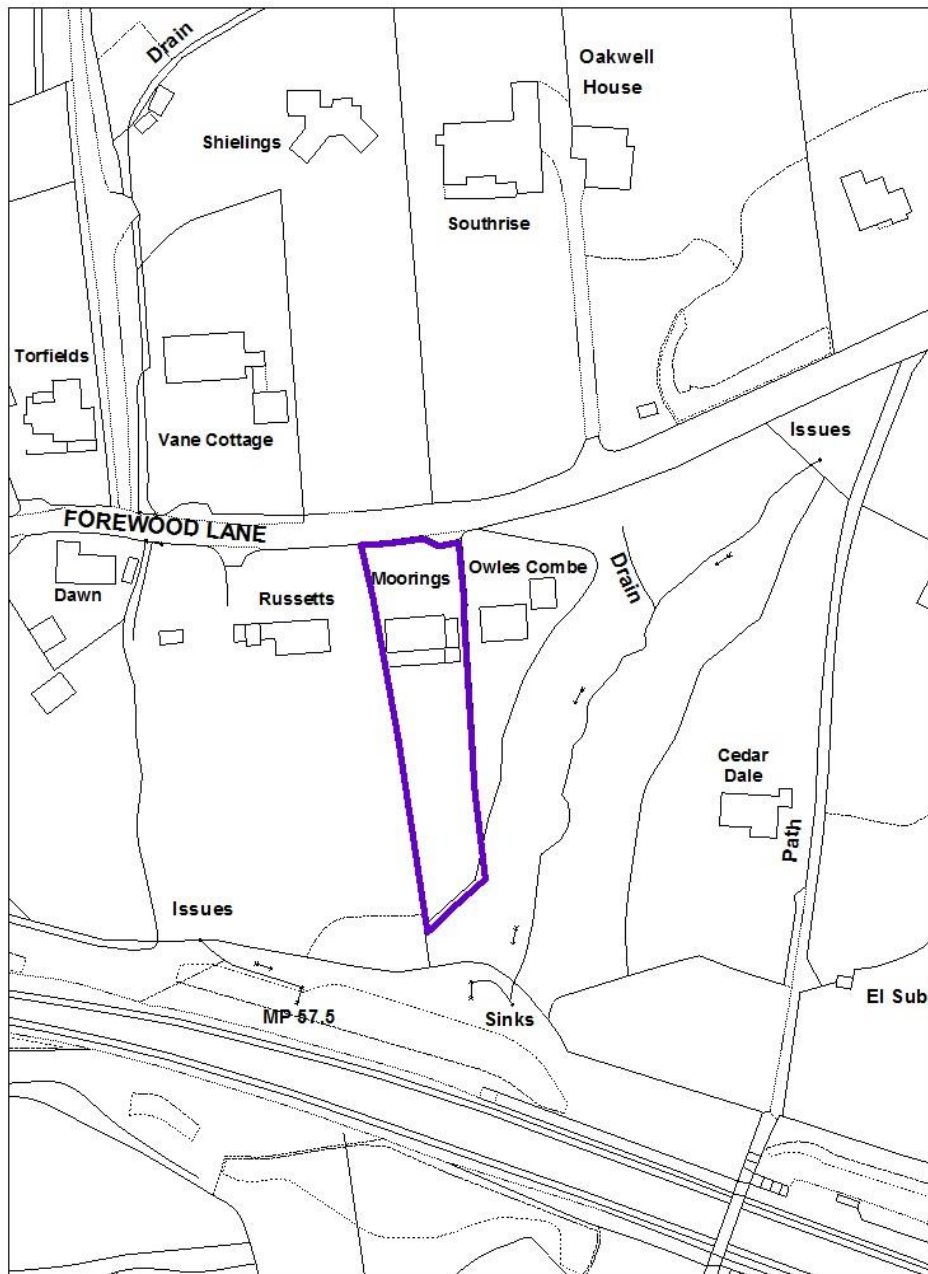 Drain
Oakwell
House
Shielings
Southrise
Torfields
Vane Cottage
Issues
FOREWOOD LANE
Dawn
Russetts
Moorings
Owles Combe
Drain
Cedar
Dale
Path
Issues
MP 57.5
Sinks
El Sub